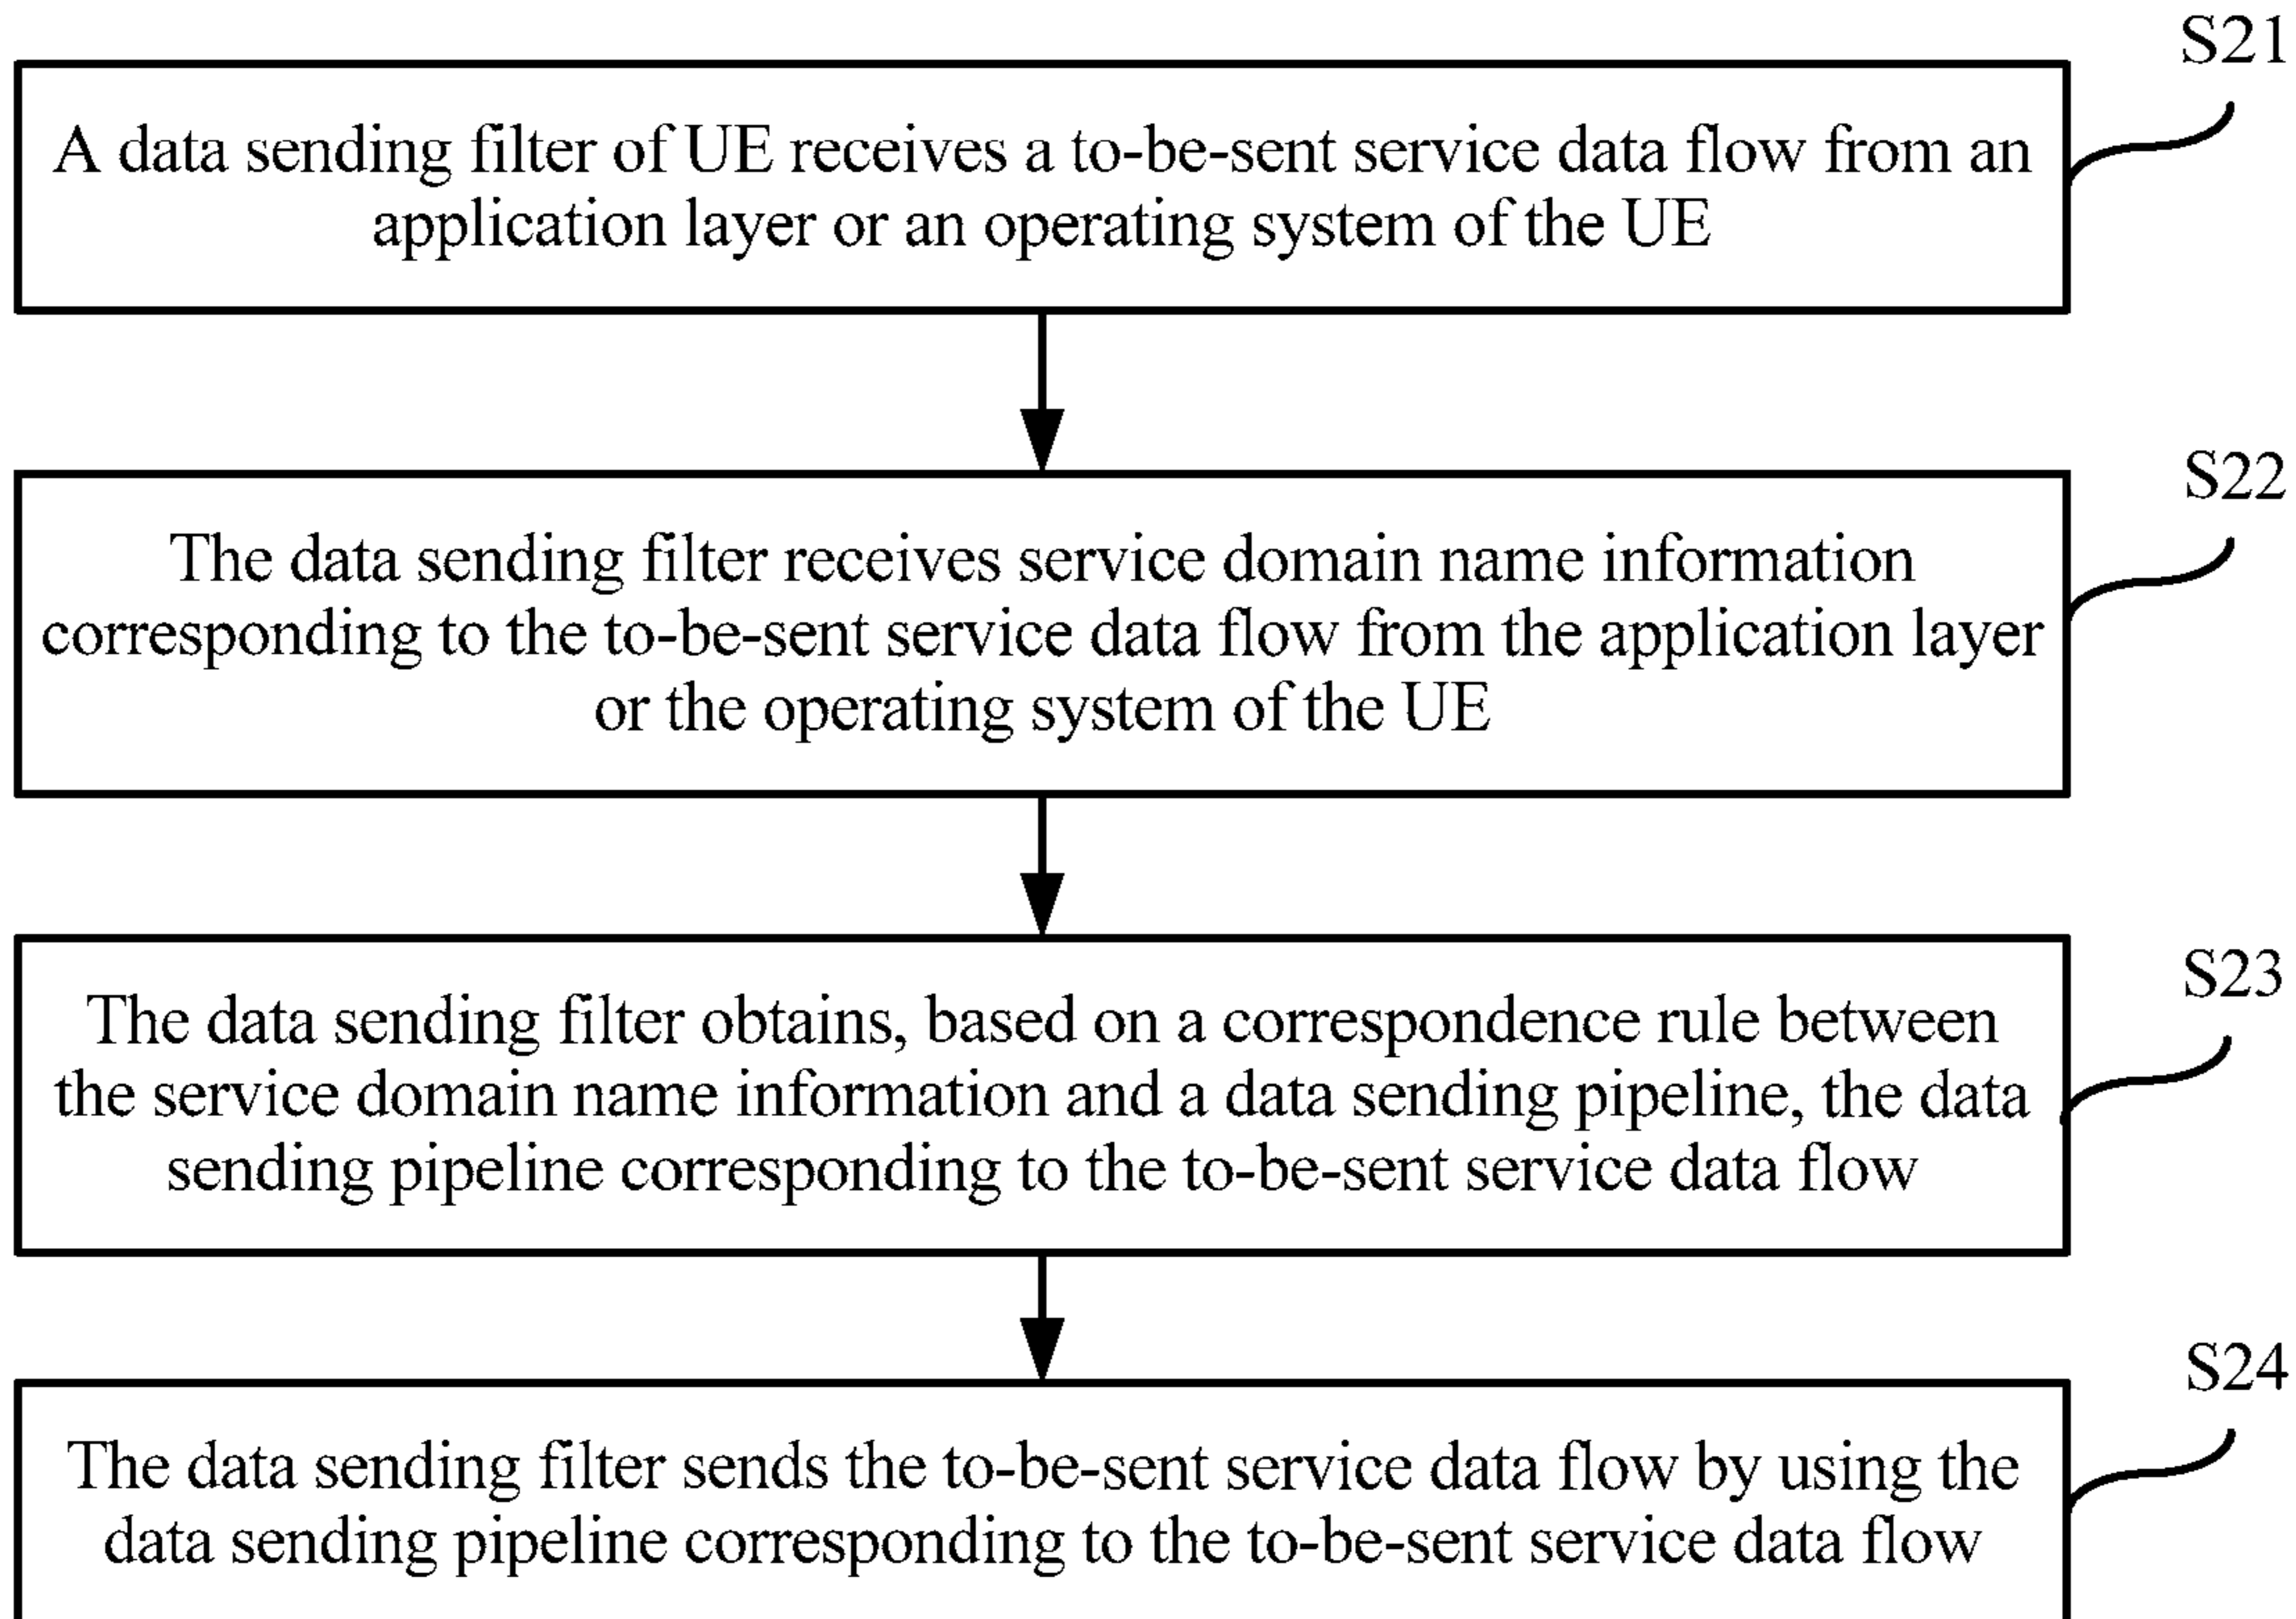 S21
A data sending filter of UE receives a to-be-sent service data flow from an
application layer or an operating system of the UE
S22
The data sending filter receives service domain name information
corresponding to the to-be-sent service data flow from the application layer
or the operating system of the UE
S23
The data sending filter obtains, based on a correspondence rule between
the service domain name information and a data sending pipeline, the data
sending pipeline corresponding to the to-be-sent service data flow
S24
The data sending filter sends the to-be-sent service data flow by using the
data sending pipeline corresponding to the to-be-sent service data flow